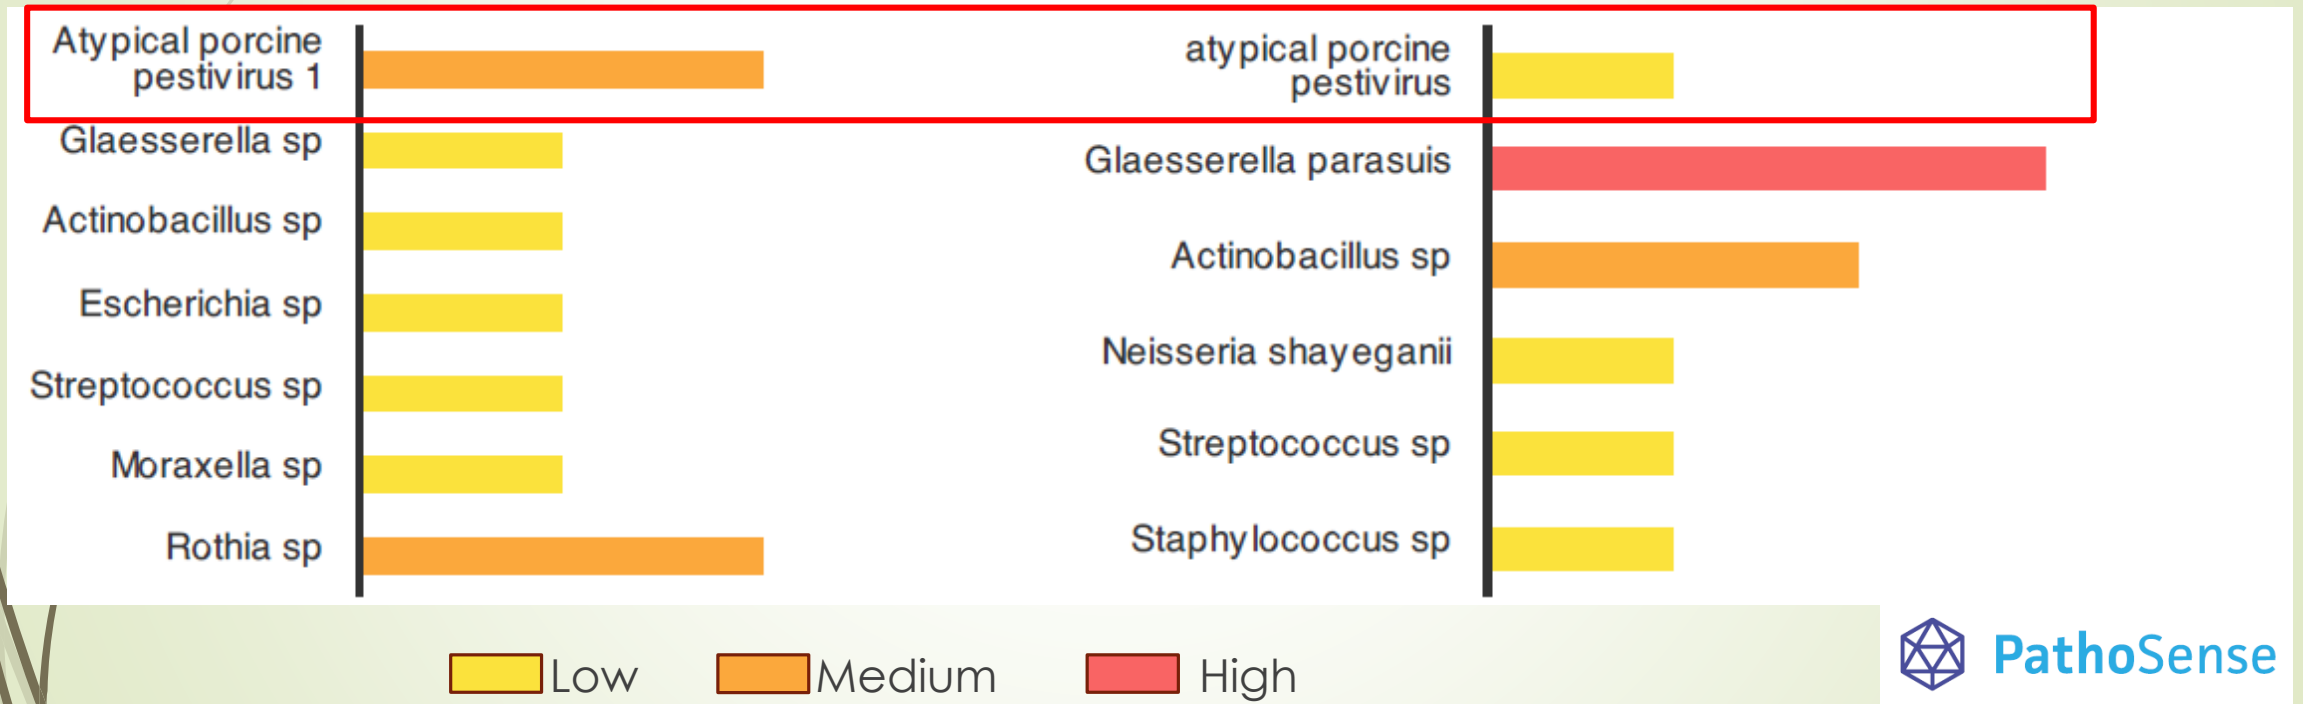 Atypical porcine
pestivirus 1
Glaesserella sp
Actinobacillus sp
Escherichia sp
Streptococcus sp
Moraxella sp
Rothia sp
atypical porcine
pestivirus
Glaesserella parasuis
Actinobacillus sp
Neisseria shayeganii
Streptococcus sp
Staphylococcus sp
Low
Medium
High
PathoSense